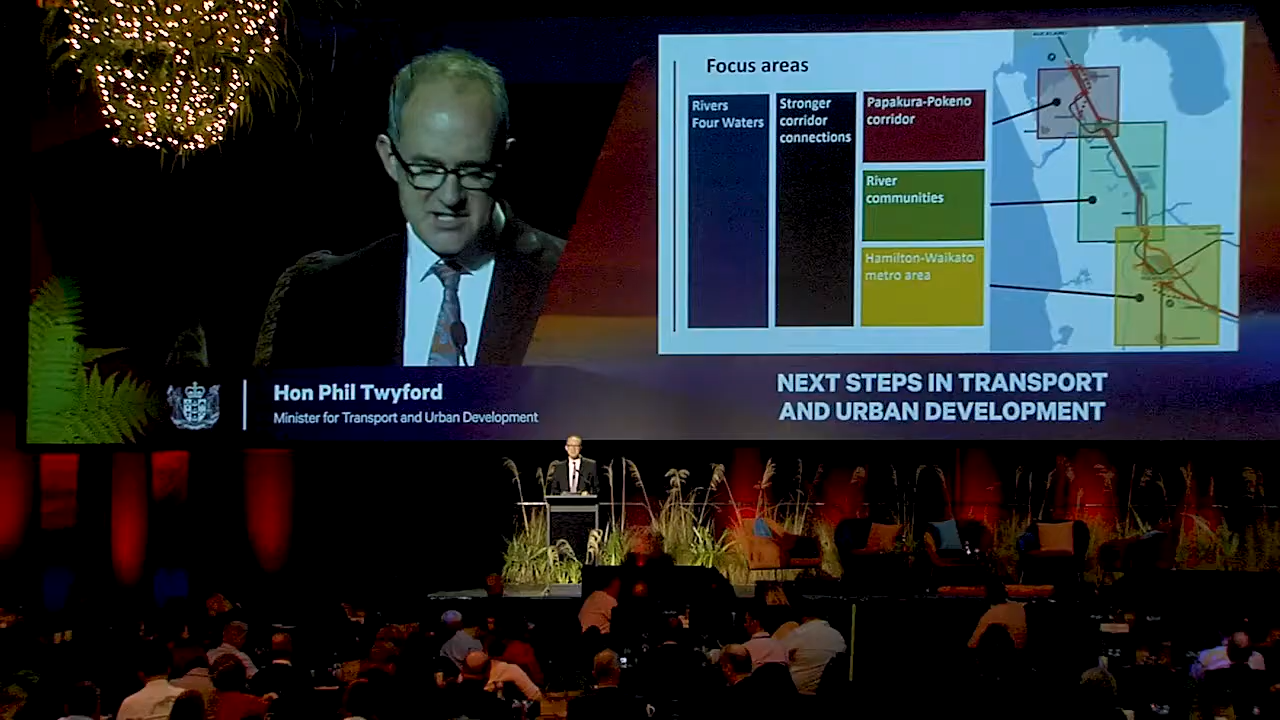 Focus areas
Rivers
Four Waters
Stronger
corridor
connections
Papakura-Pokeno
corridor
River
communities
Hamilton-Waikato
metro area
AUCKLAND
Hon Phil Twyford
Minister for Transport and Urban Development
NEXT STEPS IN TRANSPORT
AND URBAN DEVELOPMENT